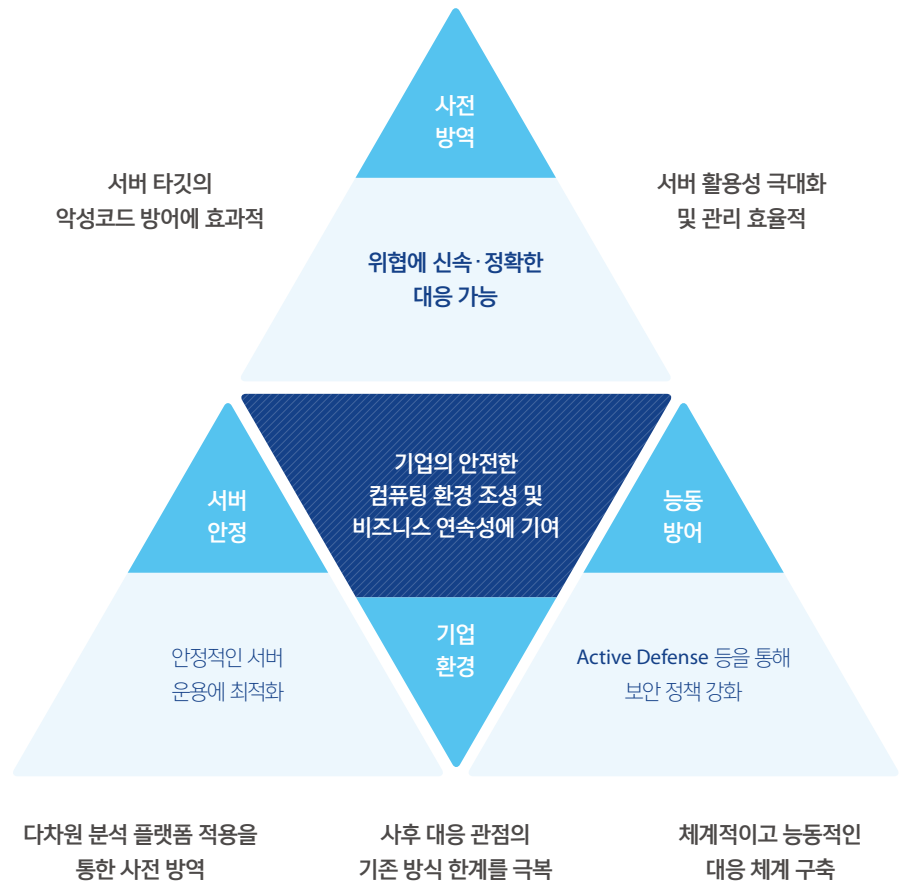 사전
방역
서버 타깃의
악성코드 방어에 효과적
서버 활용성 극대화
및 관리 효율적
위협에 신속·정확한
대응 가능
기업의 안전한
컴퓨팅 환경 조성 및
비즈니스 연속성에 기여
서버
안정
능동
방어
기업
환경
안정적인 서버
운용에 최적화
Active Defense 등을 통해
보안 정책 강화
다차원 분석 플랫폼 적용을
통한 사전 방역
사후 대응 관점의
기존 방식 한계를 극복
체계적이고 능동적인
대응 체계 구축